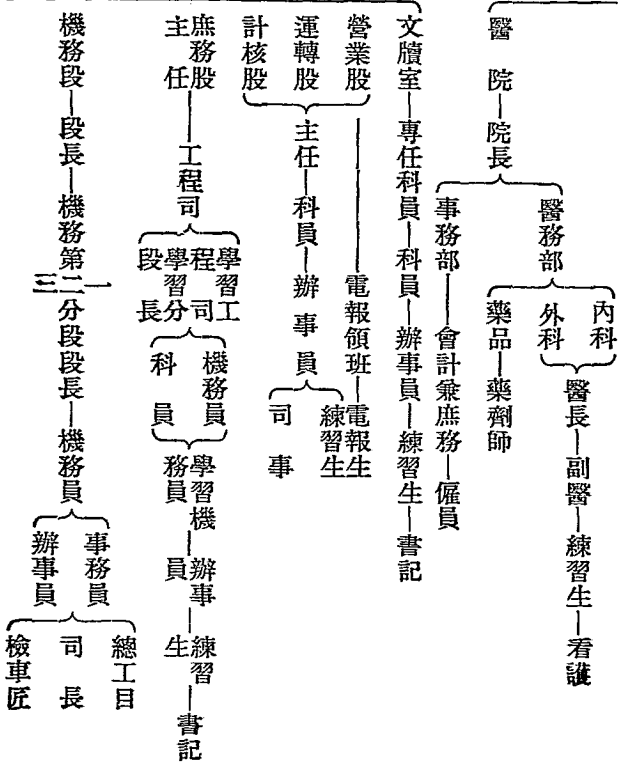 醫院—院長
醫務部
內科
外科
醫長—副醫—練習生—看護
藥品—藥劑師
事務部—會計兼庶務—僱員
文牘室—專任科員—科員—辦事員—練習生—書記
營業股—電報領班—電報生
運轉股
計核股
主任—科員—辦事員
練習生
司事
庶務股主任—工程司
學習工程司
學習分段長
機務員
科員
學習機務員—辦事員—練習生—書記
機務段—段長—機務第一二三分段段長—機務員
事務員
辦事員
總工目
司長
檢車匠